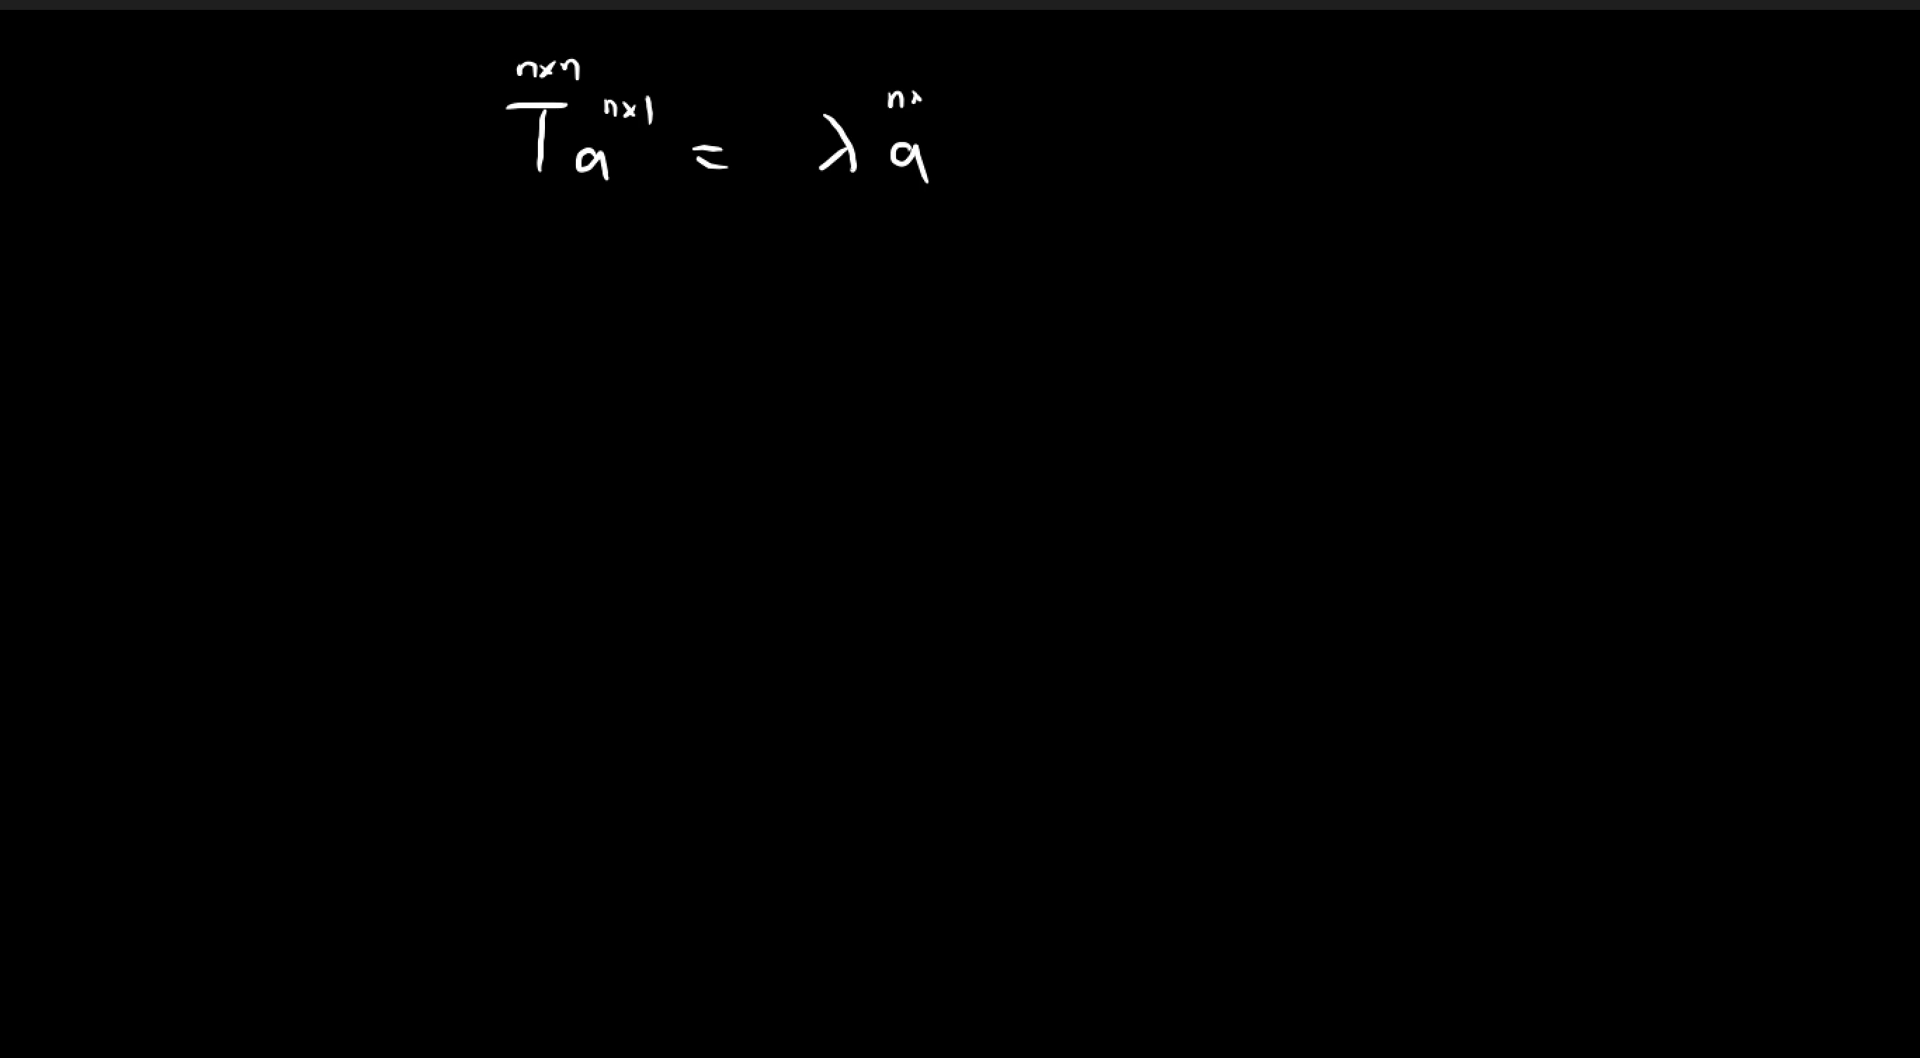 n×n n×1 n×
T a = λ a